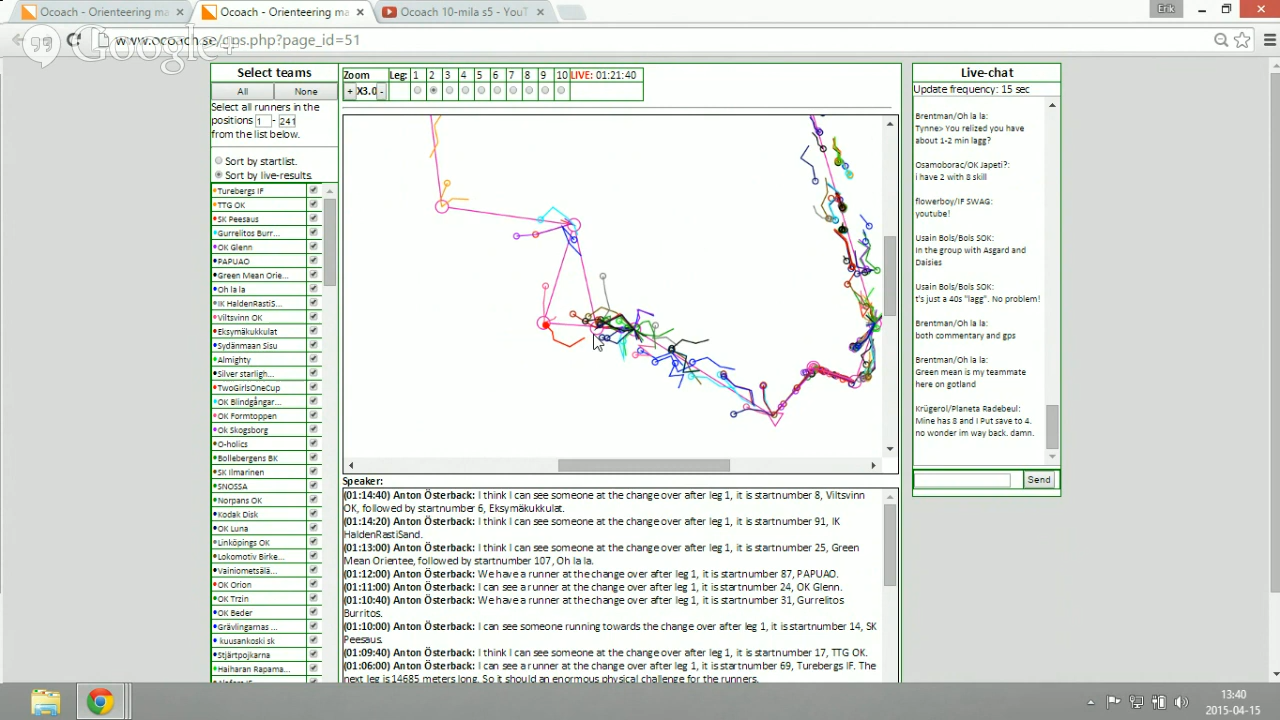 Ocoach - Orienteering ma × Ocoach - Orienteering ma × Ocoach 10-mila s5 - YouT × Erik
www.ocoach.se/gps.php?page_id=51
Google+
Select teams
All None
Select all runners in the
positions 1 - 241
from the list below.
Sort by startlist.
Sort by live-results.
Turebergs IF
TTG OK
SK Peesaus
Gurrelitos Burr...
OK Glenn
PAPUAO
Green Mean Orie...
Oh la la
IK HaldenRastiS...
Viltsvinn OK
Eksymäkukkulat
Sydänmaan Sisu
Almighty
Silver starligh...
TwoGirlsOneCup
OK Blindgångar...
OK Formtoppen
Ok Skogsborg
O-holics
Bollebergens BK
SK Ilmarinen
SNOSSA
Norpans OK
Kodak Disk
OK Luna
Linköpings OK
Lokomotiv Birke...
Vainiometsälä...
OK Orion
OK Trzin
OK Beder
Grävlingarnas ...
kuusankoski sk
Stjärtpojkarna
Haiharan Rapama...
Zoom Leg: 1 2 3 4 5 6 7 8 9 10 LIVE: 01:21:40
+ X3.0 -
Speaker:
(01:14:40) Anton Österback: I think I can see someone at the change over after leg 1, it is startnumber 8, Viltsvinn
OK, followed by startnumber 6, Eksymäkukkulat.
(01:14:20) Anton Österback: I think I can see someone at the change over after leg 1, it is startnumber 91, IK
HaldenRastiSand.
(01:13:00) Anton Österback: I think I can see someone at the change over after leg 1, it is startnumber 25, Green
Mean Orientee, followed by startnumber 107, Oh la la.
(01:12:00) Anton Österback: We have a runner at the change over after leg 1, it is startnumber 87, PAPUAO.
(01:11:00) Anton Österback: I can see a runner at the change over after leg 1, it is startnumber 24, OK Glenn.
(01:10:40) Anton Österback: We have a runner at the change over after leg 1, it is startnumber 31, Gurrelitos
Burritos.
(01:10:00) Anton Österback: I can see someone running towards the change over after leg 1, it is startnumber 14, SK
Peesaus.
(01:09:40) Anton Österback: I can see a runner at the change over after leg 1, it is startnumber 17, TTG OK.
(01:06:00) Anton Österback: I can see a runner at the change over after leg 1, it is startnumber 69, Turebergs IF. The
next leg is 14685 meters long. So it should an enormous physical challenge for the runners.
Live-chat
Update frequency: 15 sec
Brentman/Oh la la:
Tynne> You relized you have
about 1-2 min lagg?
Osamoborac/OK Japeti?:
i have 2 with 8 skill
flowerboy/IF SWAG:
youtube!
Usain Bols/Bols SOK:
In the group with Asgard and
Daisies
Usain Bols/Bols SOK:
t's just a 40s "lagg". No problem!
Brentman/Oh la la:
both commentary and gps
Brentman/Oh la la:
Green mean is my teammate
here on gotland
Krügerol/Planeta Radebeul:
Mine has 8 and I Put save to 4.
no wonder im way back. damn.
Send
13:40
2015-04-15